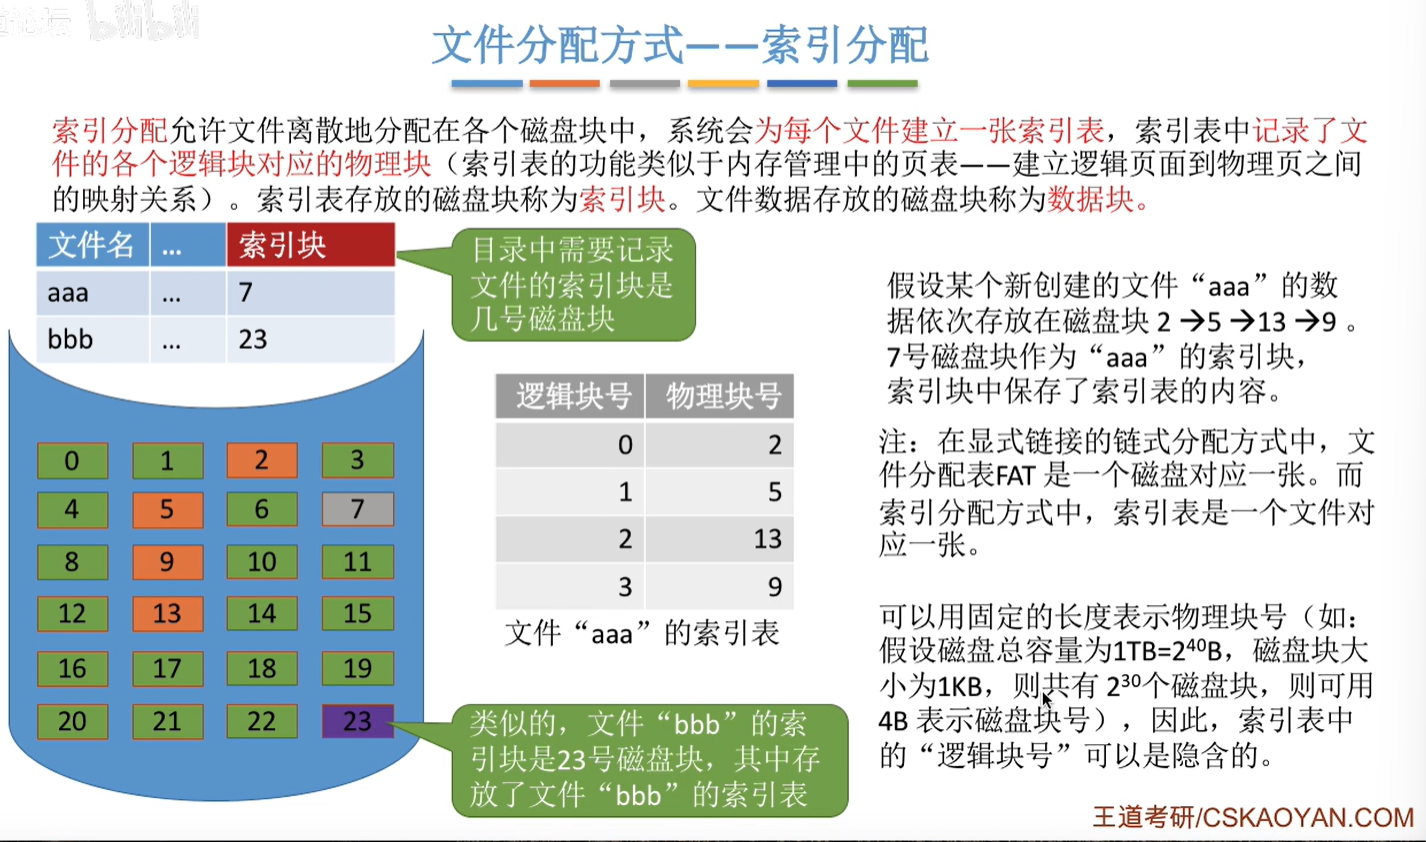 bilibili
文件分配方式——索引分配
索引分配允许文件离散地分配在各个磁盘块中，系统会为每个文件建立一张索引表，索引表中记录了文
件的各个逻辑块对应的物理块（索引表的功能类似于内存管理中的页表——建立逻辑页面到物理页之间
的映射关系）。索引表存放的磁盘块称为索引块。文件数据存放的磁盘块称为数据块。
文件名 ... 索引块
aaa ... 7
bbb ... 23
目录中需要记录
文件的索引块是
几号磁盘块
0 1 2 3
4 5 6 7
8 9 10 11
12 13 14 15
16 17 18 19
20 21 22 23
逻辑块号 物理块号
0 2
1 5
2 13
3 9
文件“aaa”的索引表
类似的，文件“bbb”的索
引块是23号磁盘块，其中存
放了文件“bbb”的索引表
假设某个新创建的文件“aaa”的数
据依次存放在磁盘块 2 →5 →13 →9 。
7号磁盘块作为“aaa”的索引块，
索引块中保存了索引表的内容。
注：在显式链接的链式分配方式中，文
件分配表FAT 是一个磁盘对应一张。而
索引分配方式中，索引表是一个文件对
应一张。
可以用固定的长度表示物理块号（如：
假设磁盘总容量为1TB=2⁴⁰B，磁盘块大
小为1KB，则共有 2³⁰个磁盘块，则可用
4B 表示磁盘块号），因此，索引表中
的“逻辑块号”可以是隐含的。
王道考研/CSKAOYAN.COM